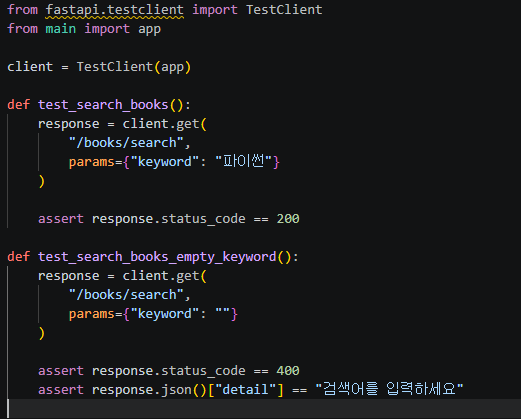 from fastapi.testclient import TestClient
from main import app

client = TestClient(app)

def test_search_books():
    response = client.get(
        "/books/search",
        params={"keyword": "파이썬"}
    )

    assert response.status_code == 200

def test_search_books_empty_keyword():
    response = client.get(
        "/books/search",
        params={"keyword": ""}
    )

    assert response.status_code == 400
    assert response.json()["detail"] == "검색어를 입력하세요"